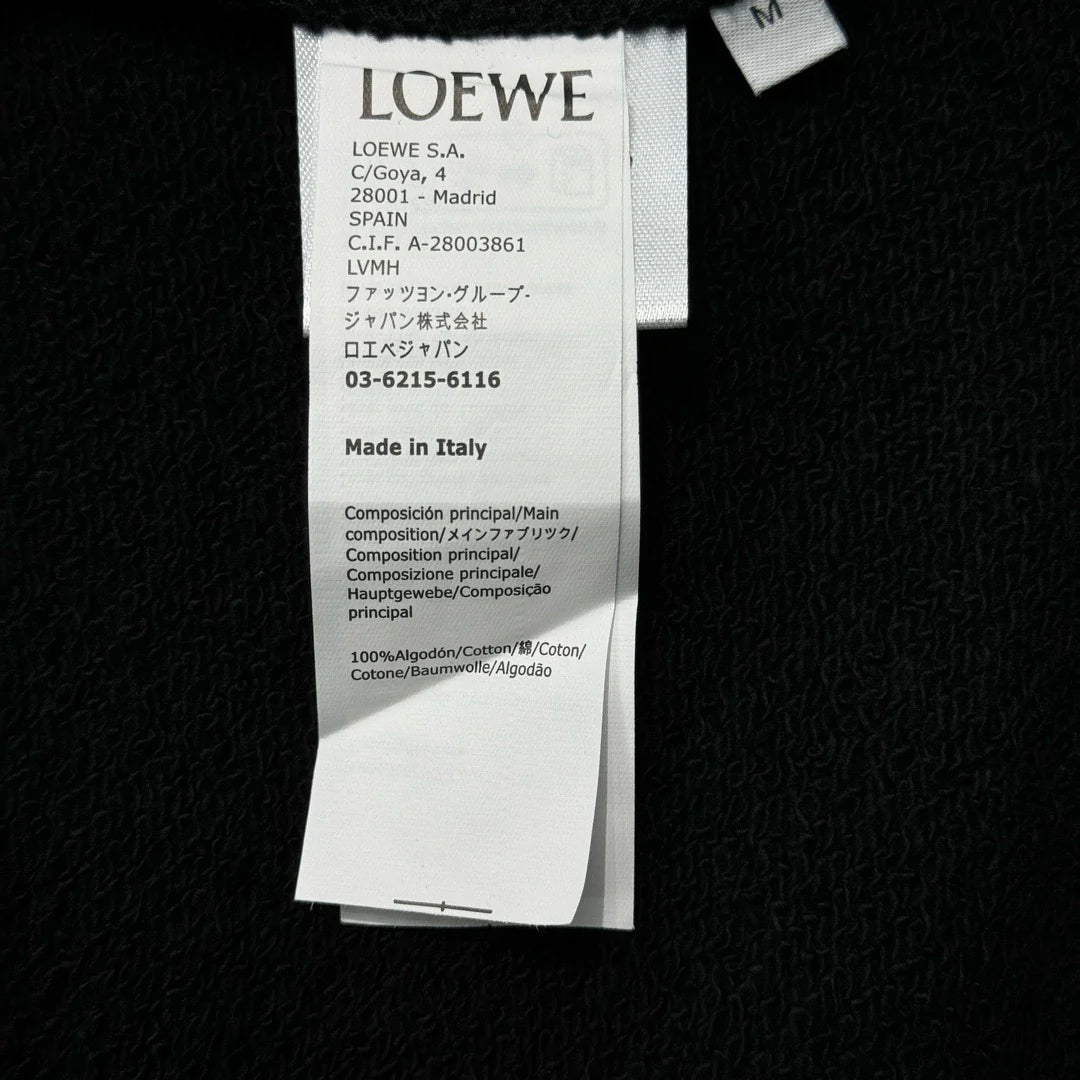 M
LOEWE
LOEWE S.A.
C/Goya, 4
28001 - Madrid
SPAIN
C.I.F. A-28003861
LVMH
ファッツヨン·グループ-
ジャパン株式会社
ロエベジャパン
03-6215-6116
Made in Italy
Composición principal/Main
composition/メインファブリツク/
Composition principal/
Composizione principale/
Hauptgewebe/Composição
principal
100%Algodón/Cotton/綿/Coton/
Cotone/Baumwolle/Algodão